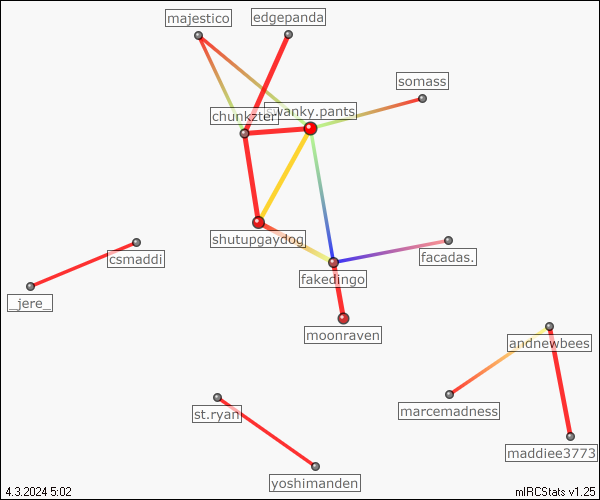 majestico
edgepanda
somass
chunkzter
swanky.pants
shutupgaydog
csmaddi
facadas.
fakedingo
_jere_
moonraven
andnewbees
marcemadness
st.ryan
maddiee3773
yoshimanden
4.3.2024 5:02
mIRCStats v1.25